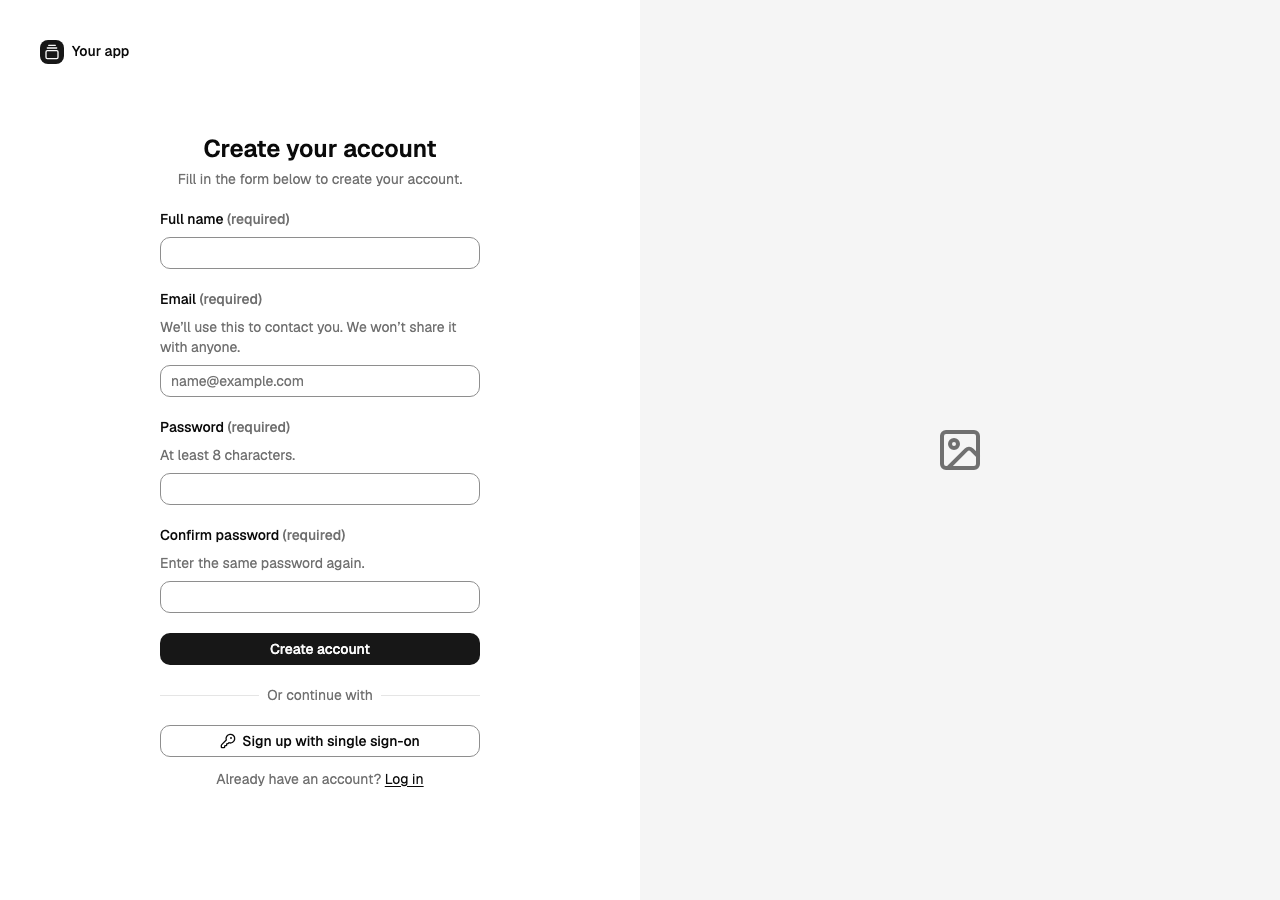 Your app
Create your account
Fill in the form below to create your account.
Full name (required)
Email (required)
We’ll use this to contact you. We won’t share it
with anyone.
name@example.com
Password (required)
At least 8 characters.
Confirm password (required)
Enter the same password again.
Create account
Or continue with
Sign up with single sign-on
Already have an account? Log in